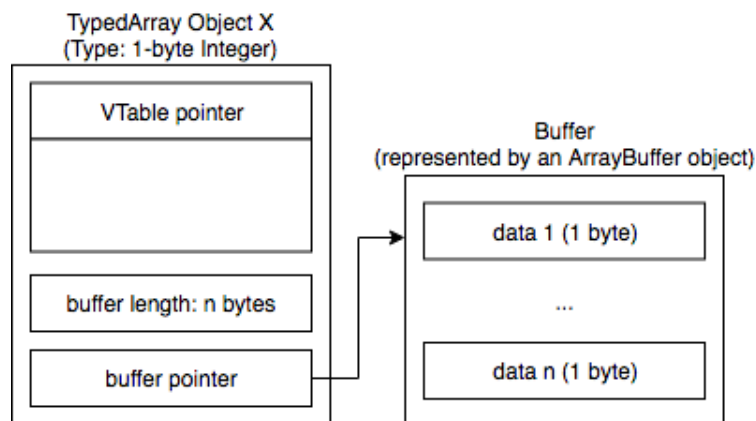 TypedArray Object X
(Type: 1-byte Integer)
VTable pointer
buffer length: n bytes
buffer pointer
Buffer
(represented by an ArrayBuffer object)
data 1 (1 byte)
...
data n (1 byte)